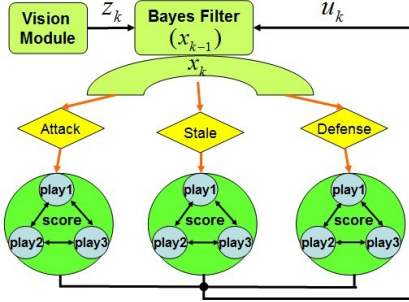 Vision
Module
z_k
Bayes Filter
(x_{k-1})
u_k
x_k
Attack
Stale
Defense
play1
score
play2
play3
play1
score
play2
play3
play1
score
play2
play3